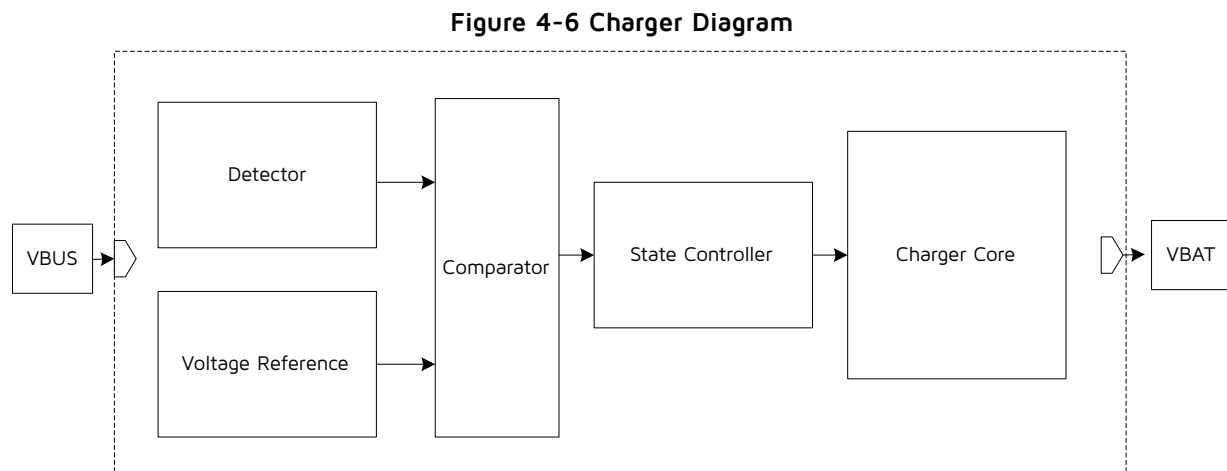 Figure 4-6 Charger Diagram
Detector
VBUS
Voltage Reference
Comparator
State Controller
Charger Core
VBAT